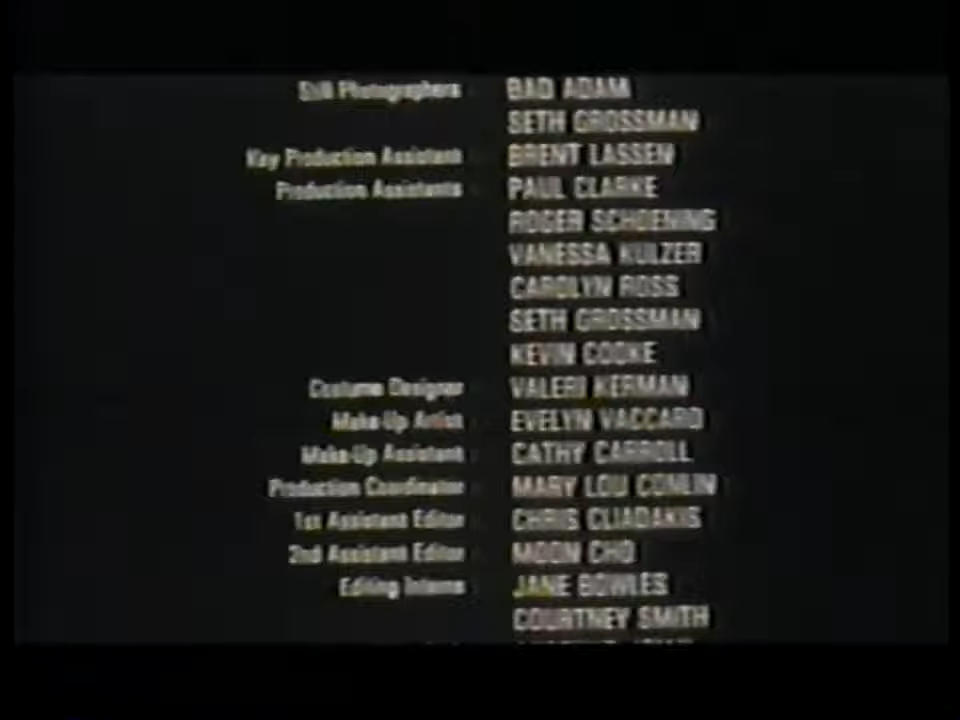 Still Photographers BAD ADAM
SETH GROSSMAN
Key Production Assistant BRENT LASSEN
Production Assistants PAUL CLARKE
ROGER SCHOENING
VANESSA KULZER
CAROLYN ROSS
SETH GROSSMAN
KEVIN COOKE
Costume Designer VALERI KERMAN
Make-Up Artist EVELYN VACCARO
Make-Up Assistant CATHY CARROLL
Production Coordinator MARY LOU CONLIN
1st Assistant Editor CHRIS CLIADAKIS
2nd Assistant Editor MOON CHO
Editing Interns JANE BOWLES
COURTNEY SMITH